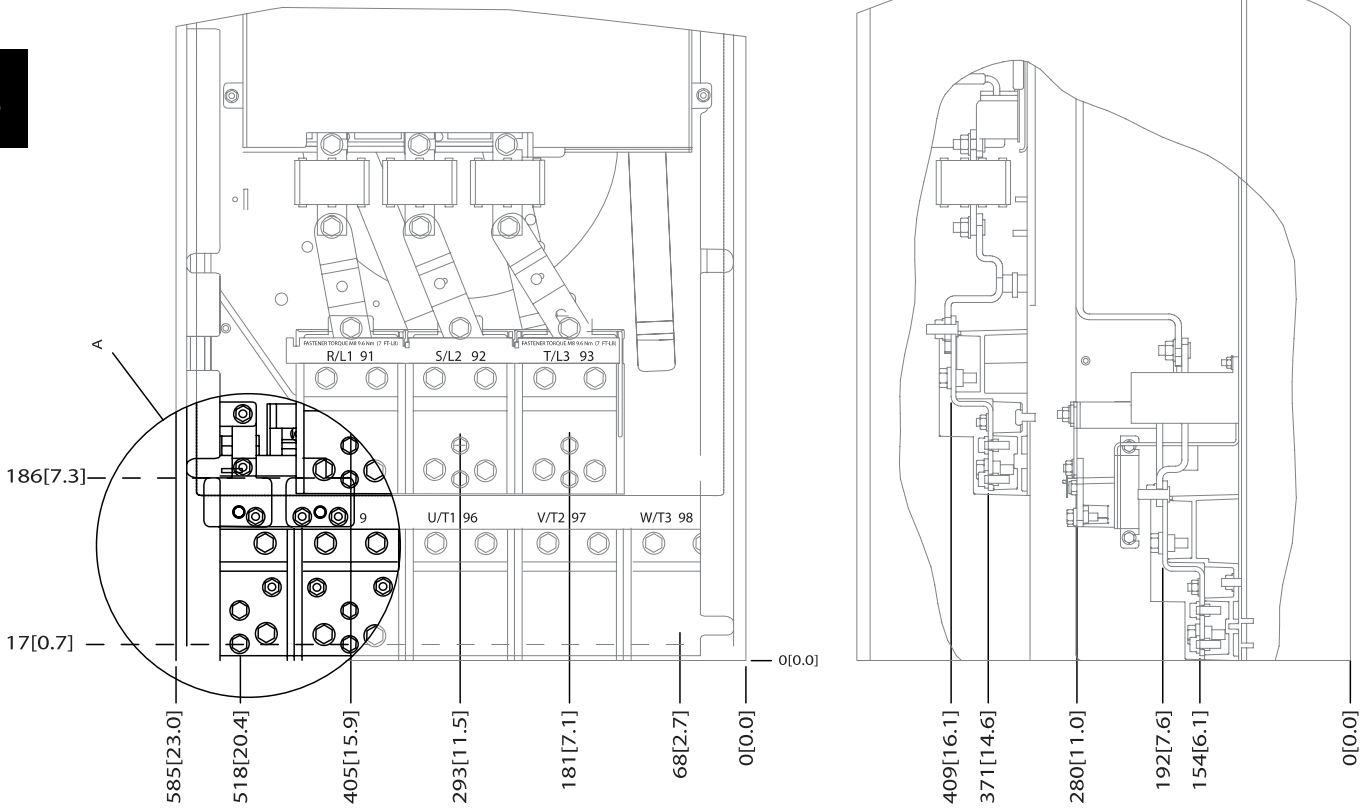 A
FASTENER TORQUE M8 9.6 Nm (7 FT-LB)
FASTENER TORQUE M8 9.6 Nm (7 FT-LB)
R/L1 91
S/L2 92
T/L3 93
186[7.3]
9
U/T1 96
V/T2 97
W/T3 98
17[0.7]
0[0.0]
585[23.0]
518[20.4]
405[15.9]
293[11.5]
181[7.1]
68[2.7]
0[0.0]
409[16.1]
371[14.6]
280[11.0]
192[7.6]
154[6.1]
0[0.0]